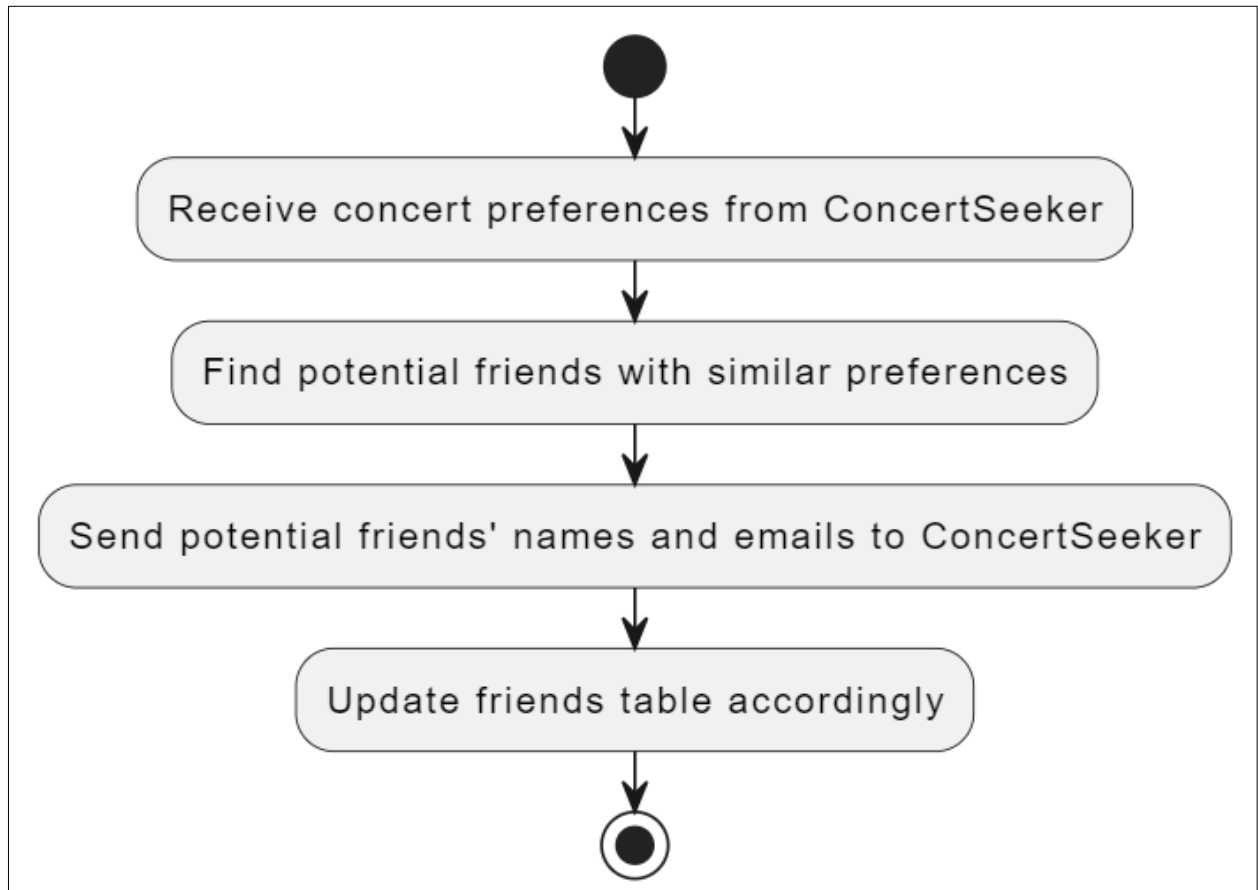 Receive concert preferences from ConcertSeeker
Find potential friends with similar preferences
Send potential friends' names and emails to ConcertSeeker
Update friends table accordingly